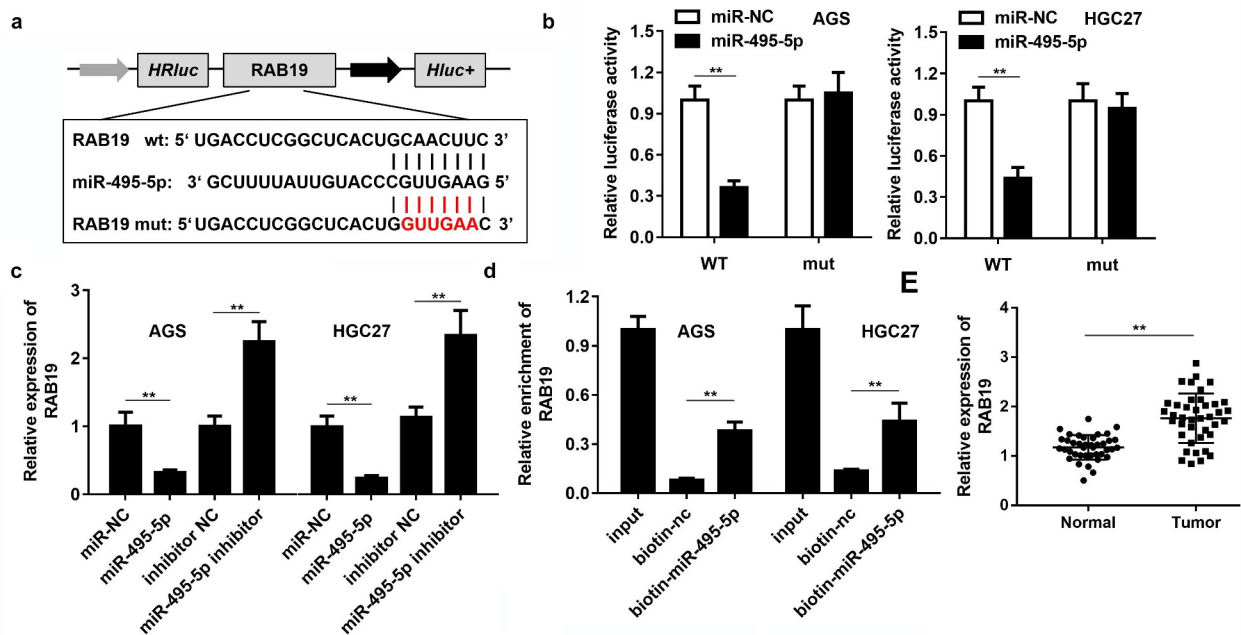 a
HRluc
RAB19
Hluc+
RAB19 wt: 5‘ UGACCUCGGCUCACUGCAACUUC 3’
miR-495-5p: 3‘ GCUUUUAUUGUACCCGUUGAAG 5’
RAB19 mut: 5‘UGACCUCGGCUCACUGGUUGAAC 3’
b
miR-NC
miR-495-5p
AGS
Relative luciferase activity
1.5
1.2
0.9
0.6
0.3
0.0
**
WT
mut
miR-NC
miR-495-5p
HGC27
Relative luciferase activity
1.5
1.2
0.9
0.6
0.3
0.0
**
WT
mut
c
Relative expression of
RAB19
3
2
1
0
AGS
HGC27
**
**
**
**
miR-NC
miR-495-5p
inhibitor NC
miR-495-5p inhibitor
miR-NC
miR-495-5p
inhibitor NC
miR-495-5p inhibitor
d
Relative enrichment of
RAB19
1.2
0.9
0.6
0.3
0.0
AGS
HGC27
**
**
input
biotin-nc
biotin-miR-495-5p
input
biotin-nc
biotin-miR-495-5p
E
Relative expression of
RAB19
4
3
2
1
0
**
Normal
Tumor